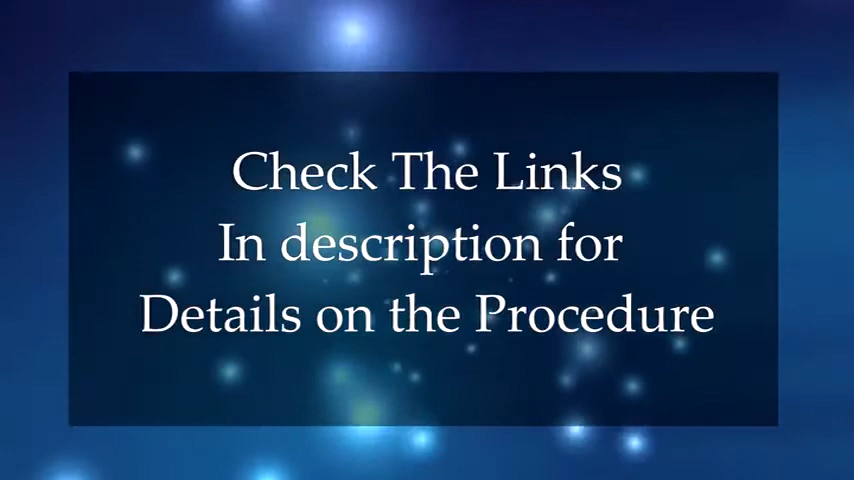 Check The Links
In description for
Details on the Procedure